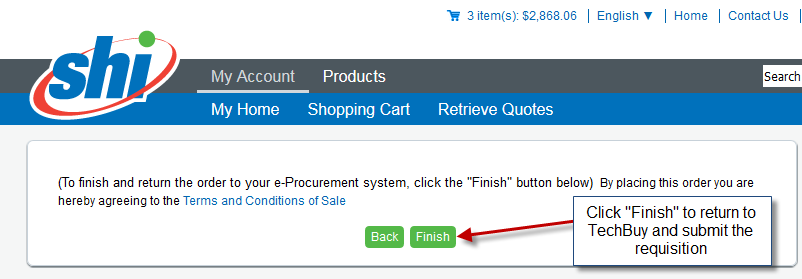 3 item(s): $2,868.06 English ▼ Home Contact Us
shi
My Account Products Search
My Home Shopping Cart Retrieve Quotes
(To finish and return the order to your e-Procurement system, click the "Finish" button below) By placing this order you are
hereby agreeing to the Terms and Conditions of Sale
Back Finish
Click "Finish" to return to
TechBuy and submit the
requisition